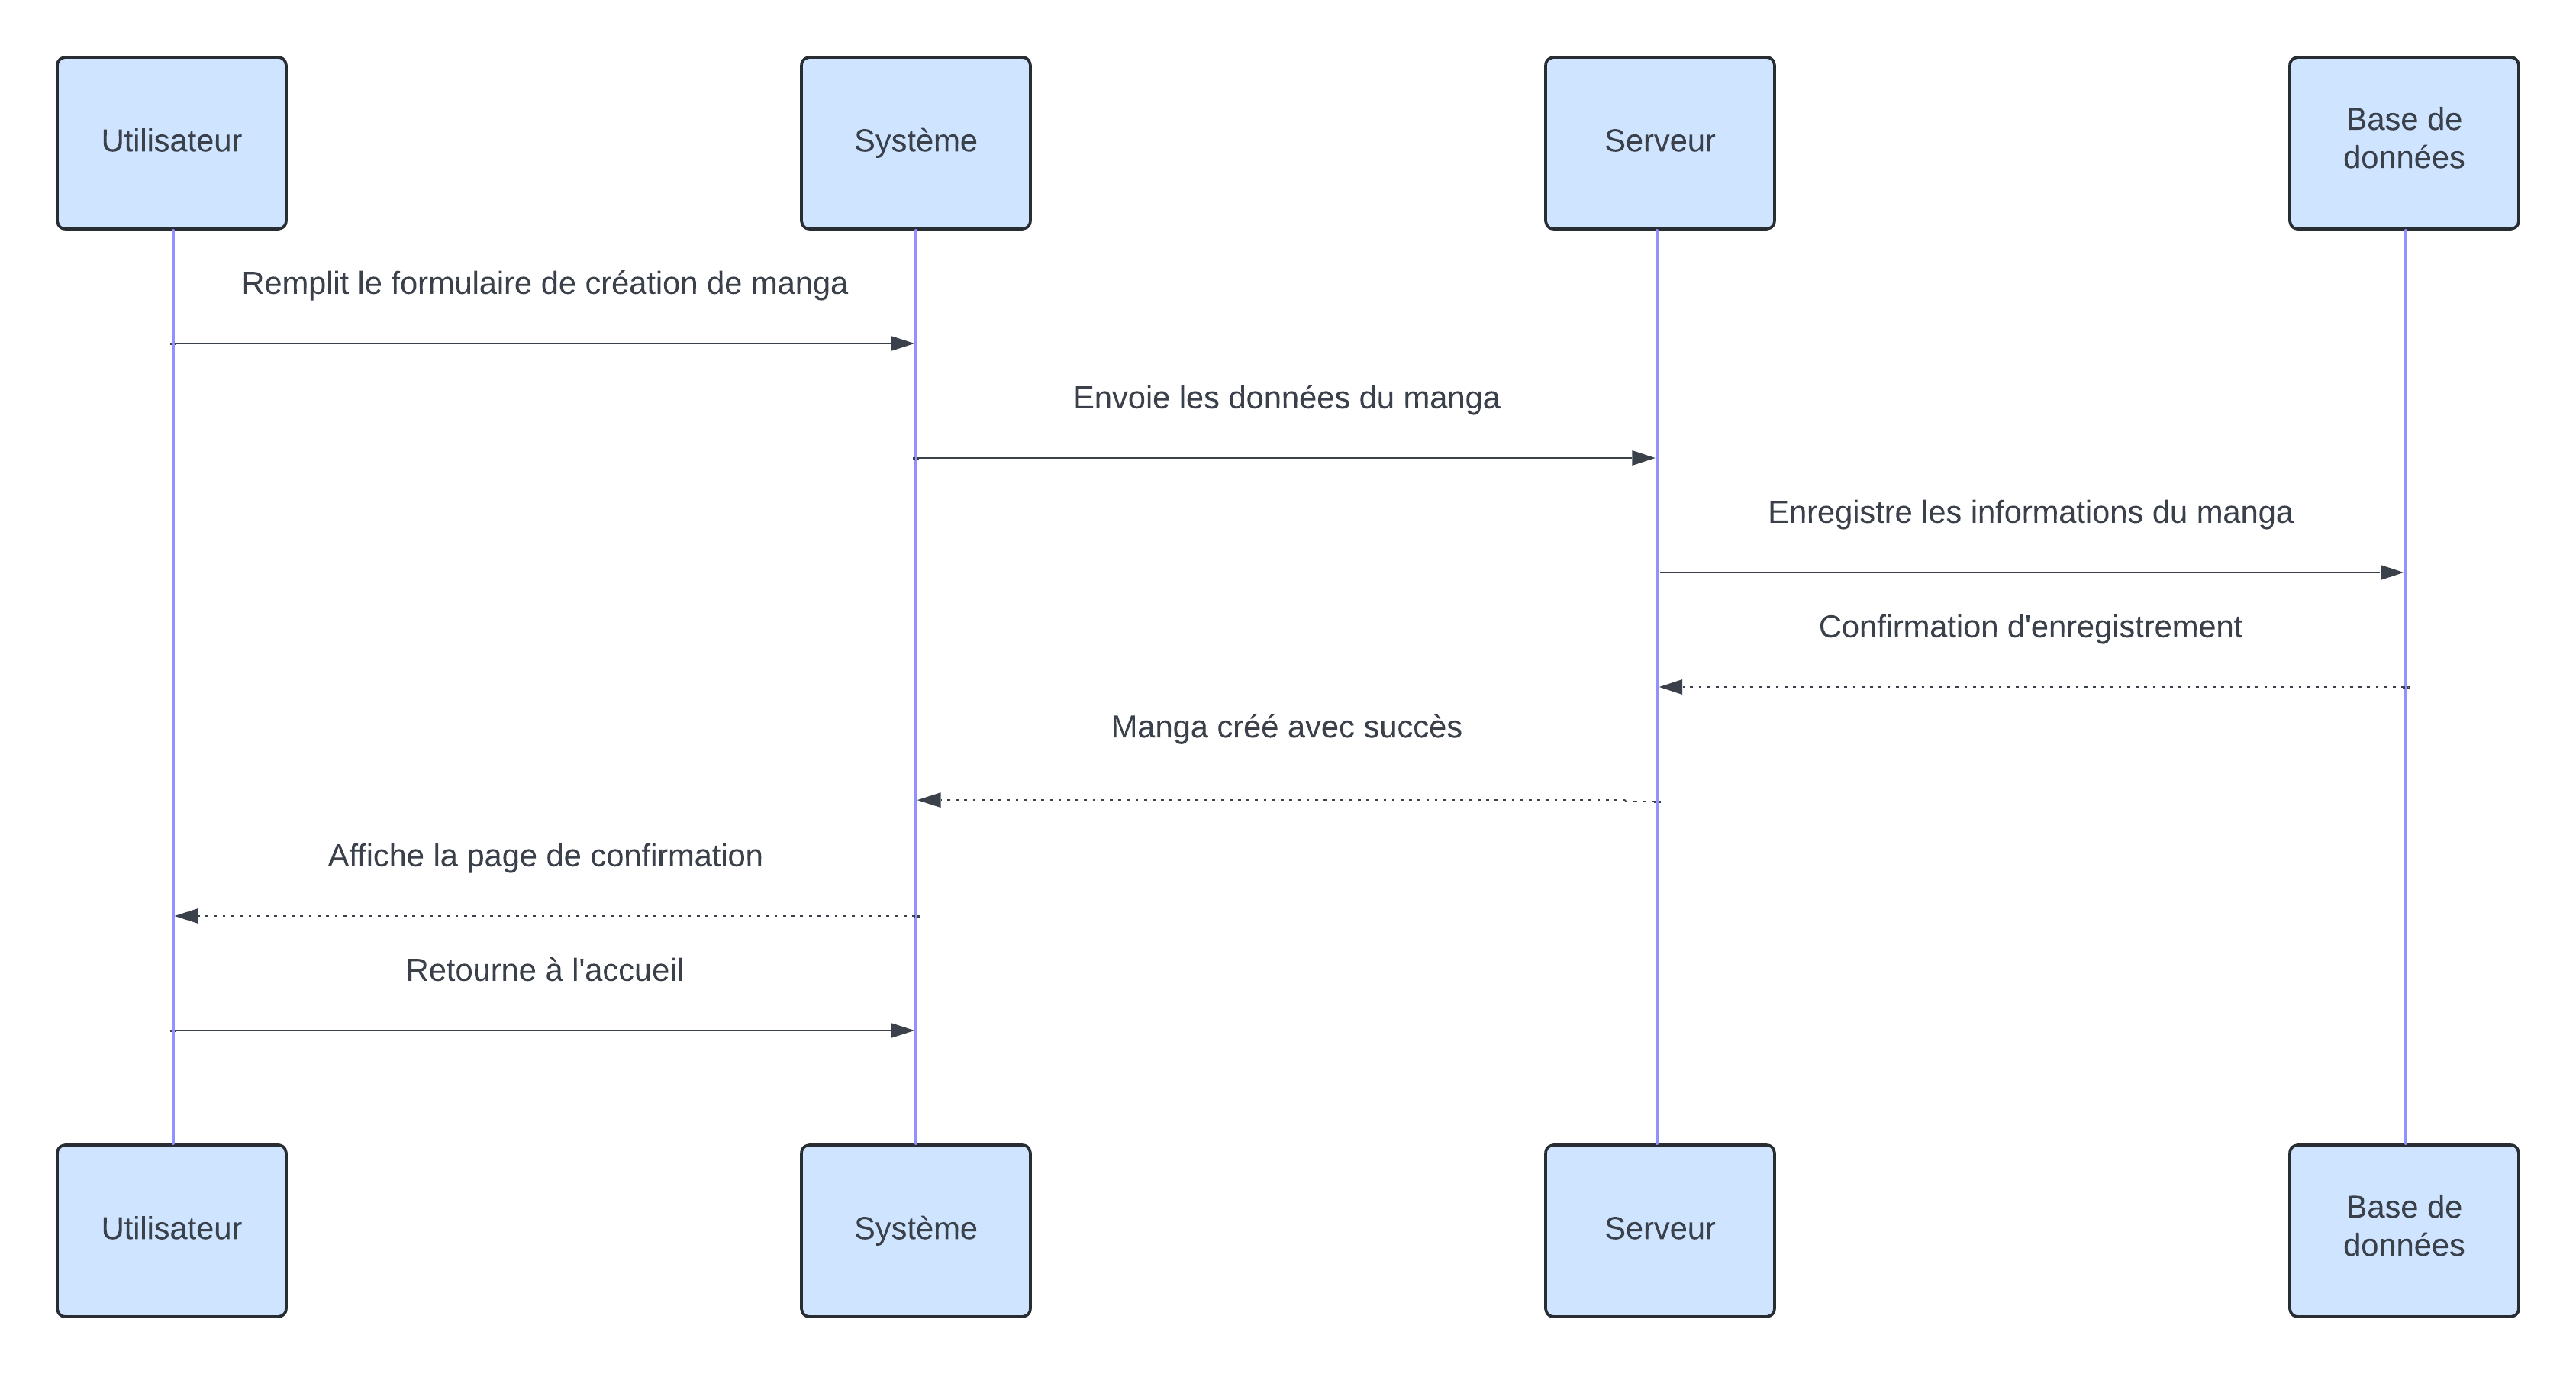 Utilisateur
Système
Serveur
Base de
données
Remplit le formulaire de création de manga
Envoie les données du manga
Enregistre les informations du manga
Confirmation d'enregistrement
Manga créé avec succès
Affiche la page de confirmation
Retourne à l'accueil
Utilisateur
Système
Serveur
Base de
données